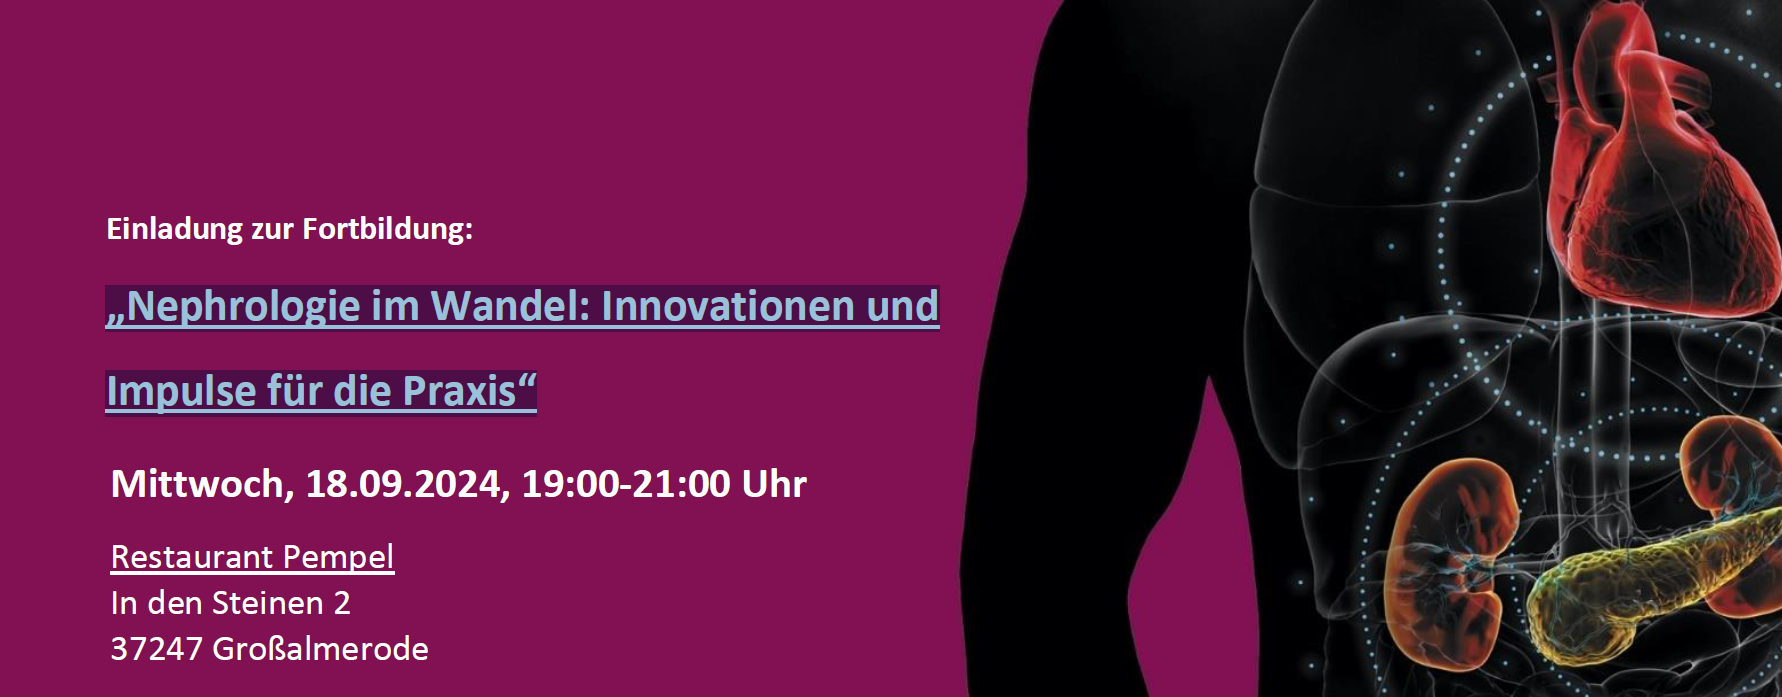 Einladung zur Fortbildung:
„Nephrologie im Wandel: Innovationen und
Impulse für die Praxis“
Mittwoch, 18.09.2024, 19:00-21:00 Uhr
Restaurant Pempel
In den Steinen 2
37247 Großalmerode